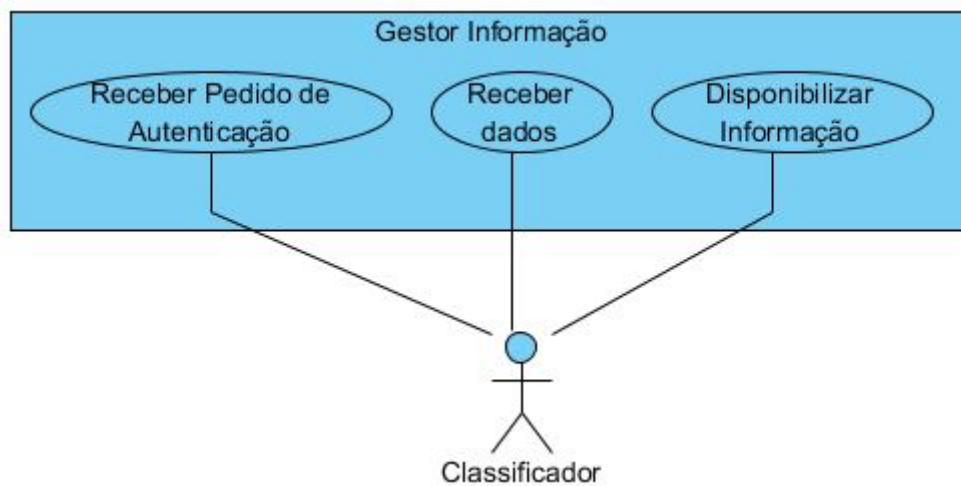 Gestor Informação
Receber Pedido de
Autenticação
Receber
dados
Disponibilizar
Informação
Classificador